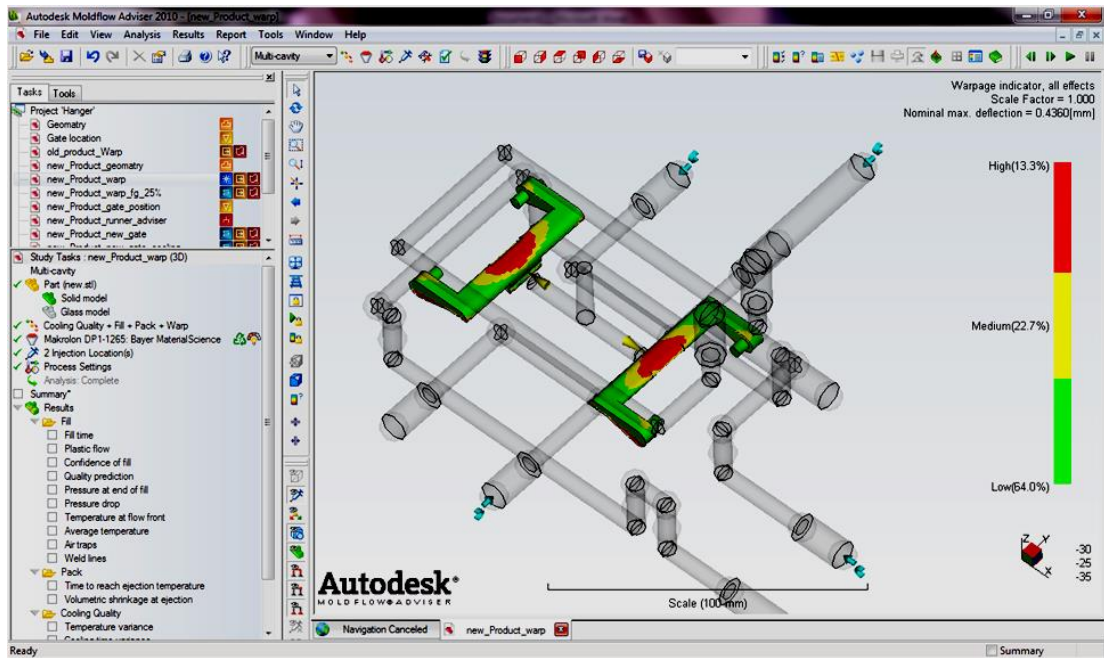 Autodesk Moldflow Adviser 2010 - [new_Product_warp]
File Edit View Analysis Results Report Tools Window Help
Multi-cavity
Tasks Tools
Project 'Hanger'
Geometry
Gate location
old_product_Warp
new_Product_geometry
new_Product_warp
new_Product_warp_fg_25%
new_Product_gate_position
new_Product_runner_adviser
new_Product_new_gate
Study Tasks : new_Product_warp (3D)
Multi-cavity
Part (new.stl)
Solid model
Glass model
Cooling Quality + Fill + Pack + Warp
Makrolon DP1-1265: Bayer MaterialScience
2 Injection Location(s)
Process Settings
Analysis: Complete
Summary*
Results
Fill
Fill time
Plastic flow
Confidence of fill
Quality prediction
Pressure at end of fill
Pressure drop
Temperature at flow front
Average temperature
Air traps
Weld lines
Pack
Time to reach ejection temperature
Volumetric shrinkage at ejection
Cooling Quality
Temperature variance
Warpage indicator, all effects
Scale Factor = 1.000
Nominal max. deflection = 0.4360[mm]
High(13.3%)
Medium(22.7%)
Low(64.0%)
Z Y X
-30
-25
-35
Autodesk®
MOLDFLOW®ADVISER
Scale (100 mm)
Navigation Canceled new_Product_warp
Ready Summary